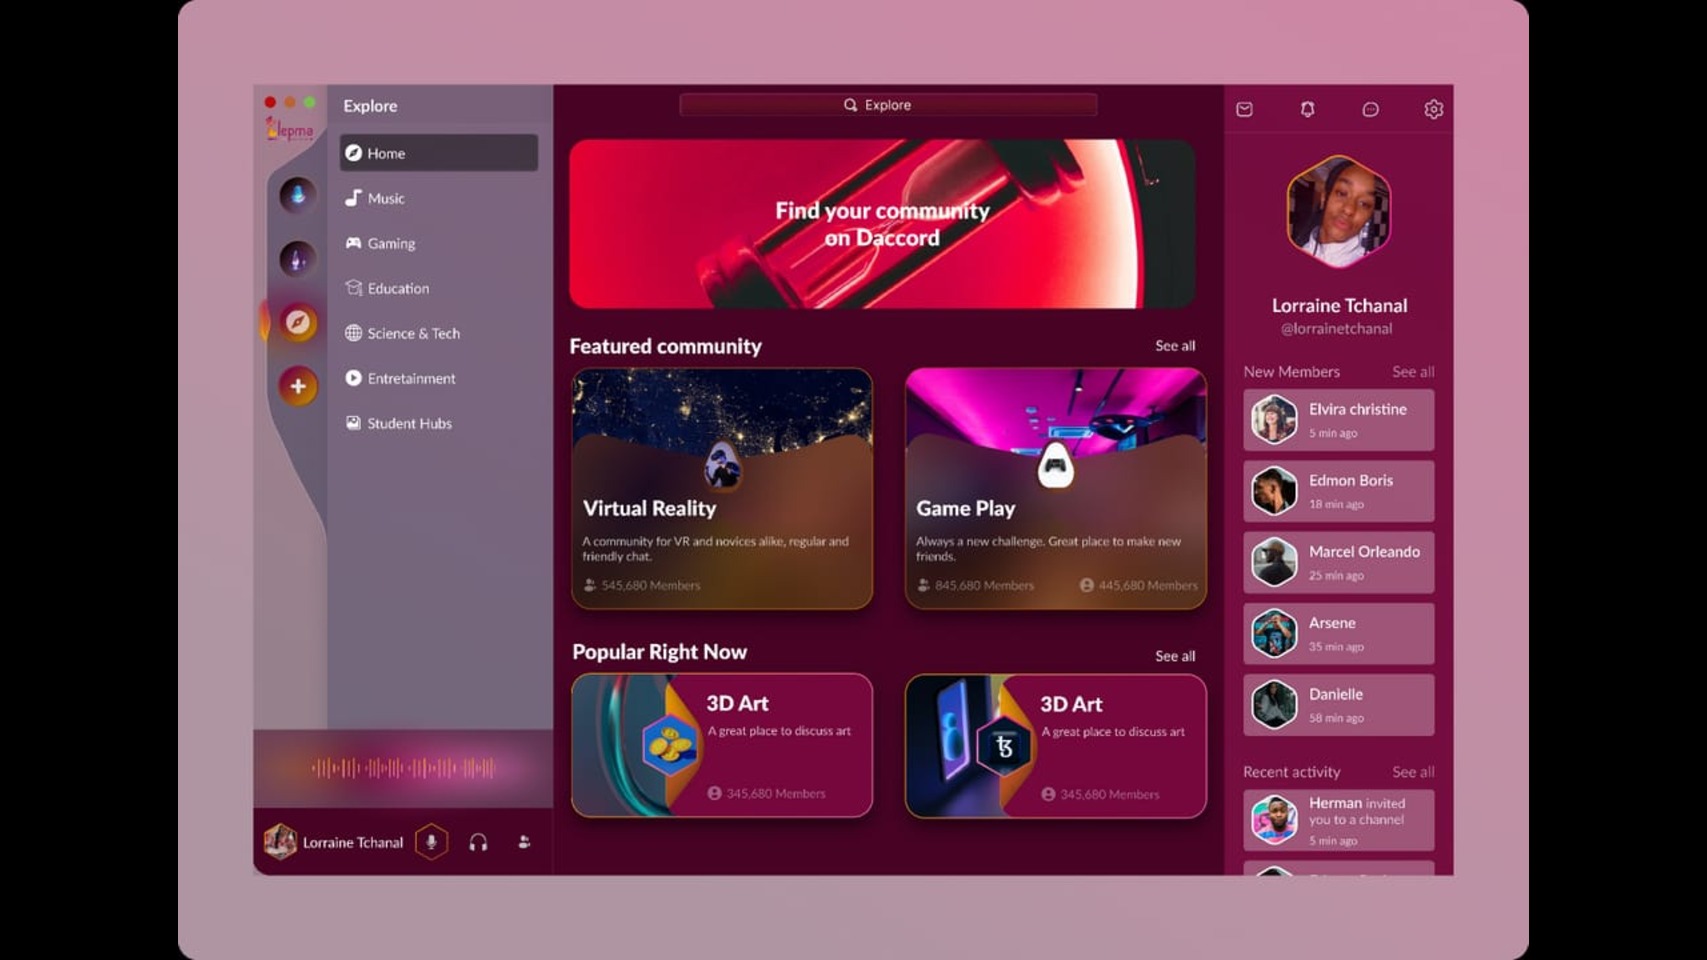 lepma
Explore
Home
Music
Gaming
Education
Science & Tech
Entretainment
Student Hubs
Lorraine Tchanal
Explore
Find your community
on Daccord
Featured community
See all
Virtual Reality
A community for VR and novices alike, regular and
friendly chat.
545,680 Members
Game Play
Always a new challenge. Great place to make new
friends.
845,680 Members
445,680 Members
Popular Right Now
See all
3D Art
A great place to discuss art
345,680 Members
3D Art
A great place to discuss art
345,680 Members
Lorraine Tchanal
@lorrainetchanal
New Members
See all
Elvira christine
5 min ago
Edmon Boris
18 min ago
Marcel Orleando
25 min ago
Arsene
35 min ago
Danielle
58 min ago
Recent activity
See all
Herman invited
you to a channel
5 min ago